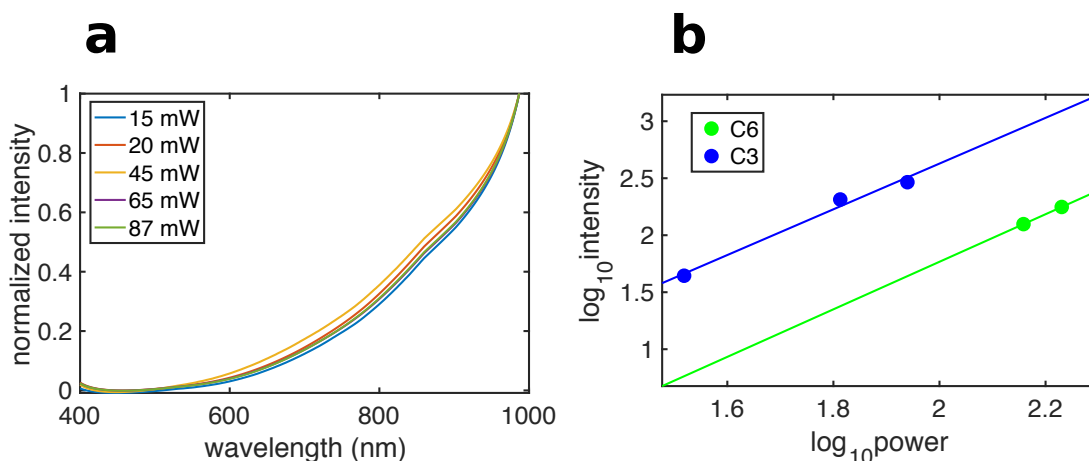 a
normalized intensity
1
0.8
0.6
0.4
0.2
0
15 mW
20 mW
45 mW
65 mW
87 mW
400
600
800
1000
wavelength (nm)
b
log10intensity
3
2.5
2
1.5
1
C6
C3
1.6
1.8
2
2.2
log10power